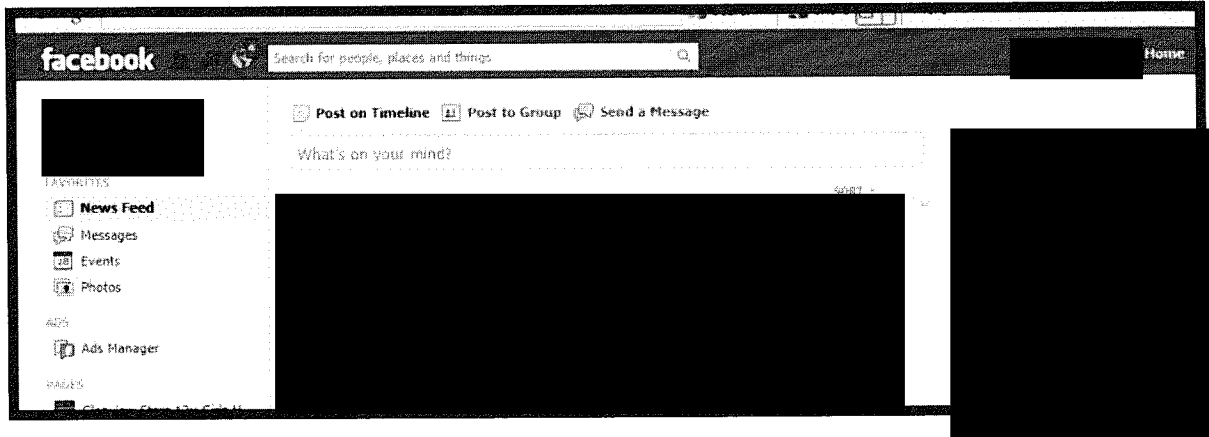 facebook
Search for people, places and things
Home
Post on Timeline Post to Group Send a Message
What's on your mind?
SORT
FAVORITES
News Feed
Messages
Events
Photos
ADS
Ads Manager
PAGES